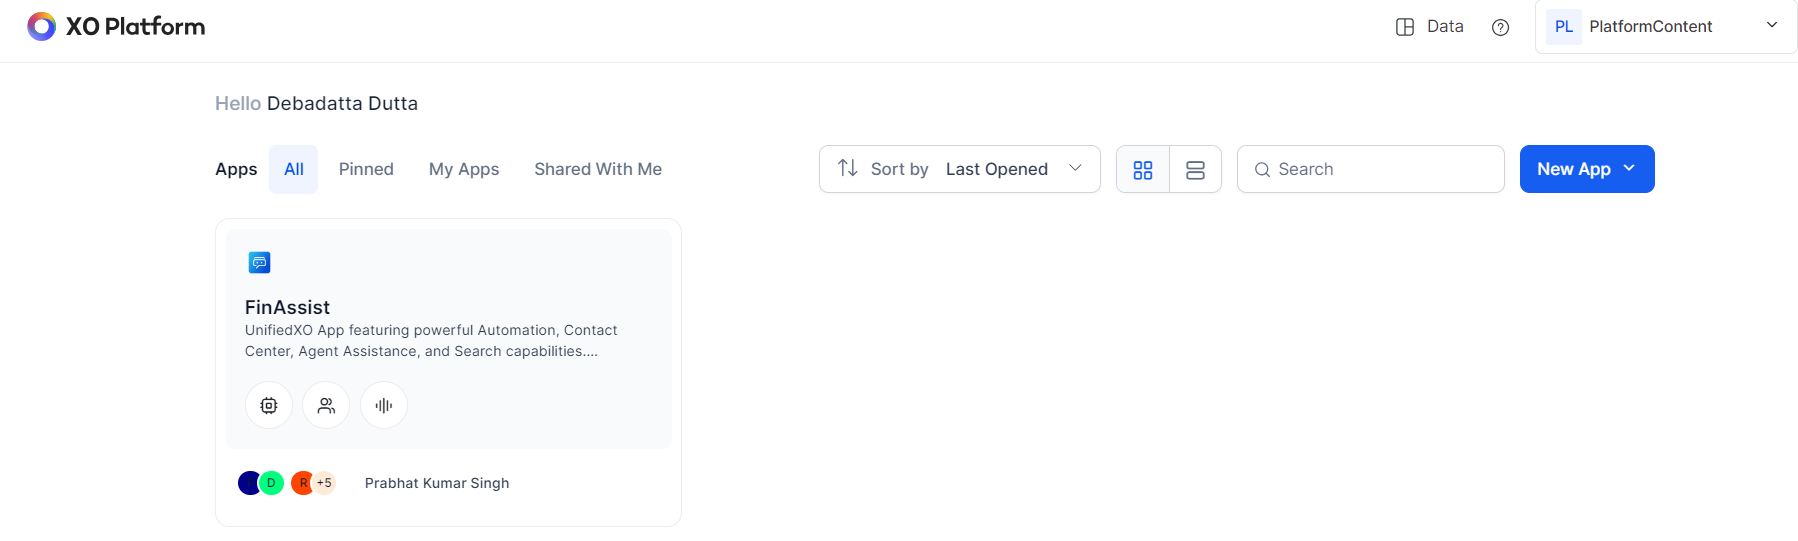 XO Platform
Data
PL PlatformContent
Hello Debadatta Dutta
Apps All Pinned My Apps Shared With Me
Sort by Last Opened
Search
New App
FinAssist
UnifiedXO App featuring powerful Automation, Contact
Center, Agent Assistance, and Search capabilities....
D R +5 Prabhat Kumar Singh